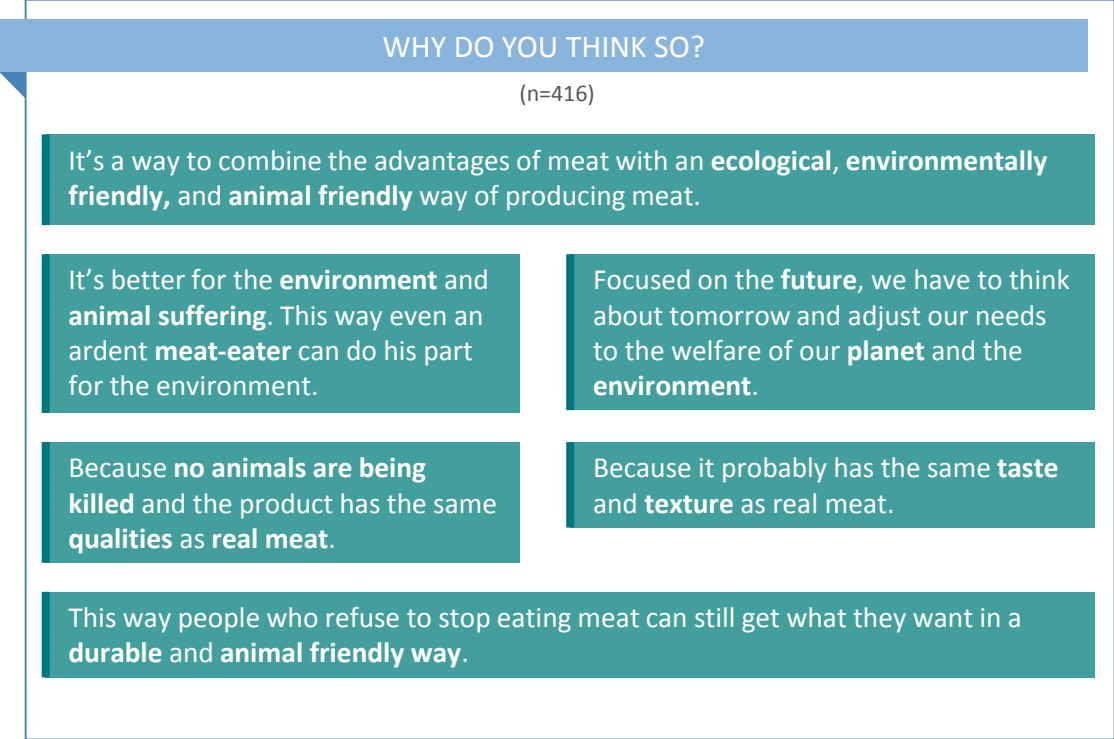 WHY DO YOU THINK SO?
(n=416)
It’s a way to combine the advantages of meat with an ecological, environmentally
friendly, and animal friendly way of producing meat.
It’s better for the environment and
animal suffering. This way even an
ardent meat-eater can do his part
for the environment.
Focused on the future, we have to think
about tomorrow and adjust our needs
to the welfare of our planet and the
environment.
Because no animals are being
killed and the product has the same
qualities as real meat.
Because it probably has the same taste
and texture as real meat.
This way people who refuse to stop eating meat can still get what they want in a
durable and animal friendly way.